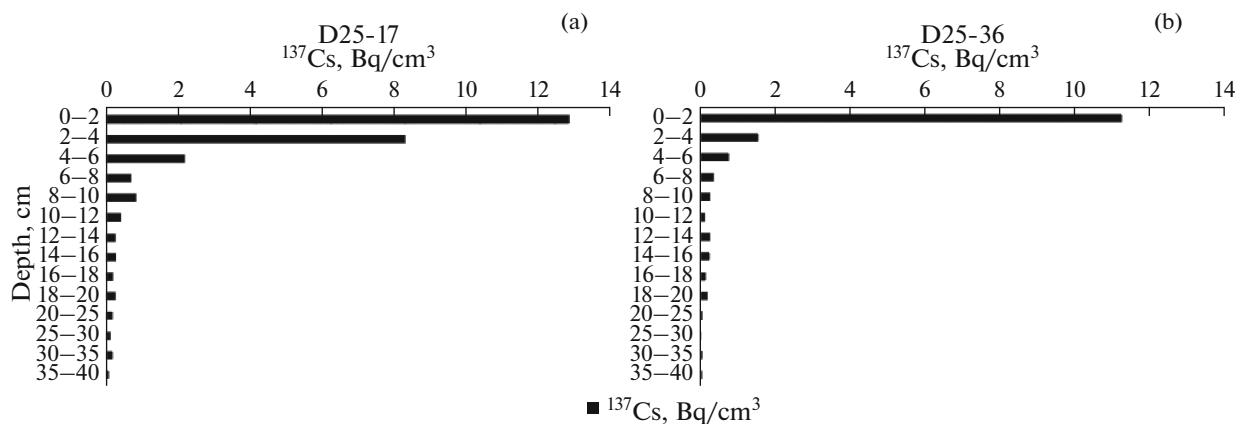 D25-17
(a)
¹³⁷Cs, Bq/cm³
0 2 4 6 8 10 12 14
Depth, cm
0–2
2–4
4–6
6–8
8–10
10–12
12–14
14–16
16–18
18–20
20–25
25–30
30–35
35–40
D25-36
(b)
¹³⁷Cs, Bq/cm³
0 2 4 6 8 10 12 14
0–2
2–4
4–6
6–8
8–10
10–12
12–14
14–16
16–18
18–20
20–25
25–30
30–35
35–40
¹³⁷Cs, Bq/cm³